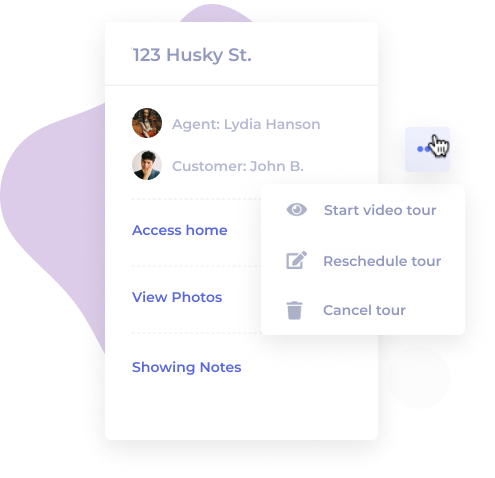 123 Husky St.
Agent: Lydia Hanson
Customer: John B.
Start video tour
Access home
Reschedule tour
View Photos
Cancel tour
Showing Notes